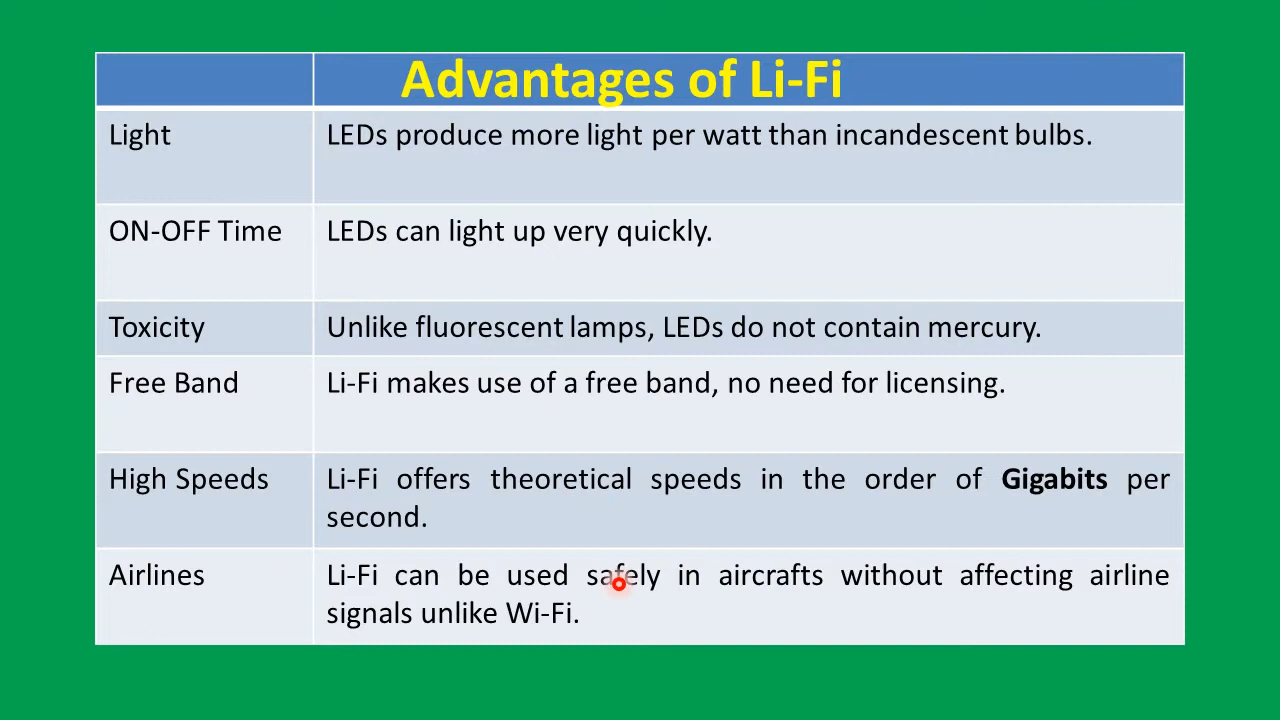 Advantages of Li-Fi
Light
LEDs produce more light per watt than incandescent bulbs.
ON-OFF Time
LEDs can light up very quickly.
Toxicity
Unlike fluorescent lamps, LEDs do not contain mercury.
Free Band
Li-Fi makes use of a free band, no need for licensing.
High Speeds
Li-Fi offers theoretical speeds in the order of Gigabits per
second.
Airlines
Li-Fi can be used safely in aircrafts without affecting airline
signals unlike Wi-Fi.